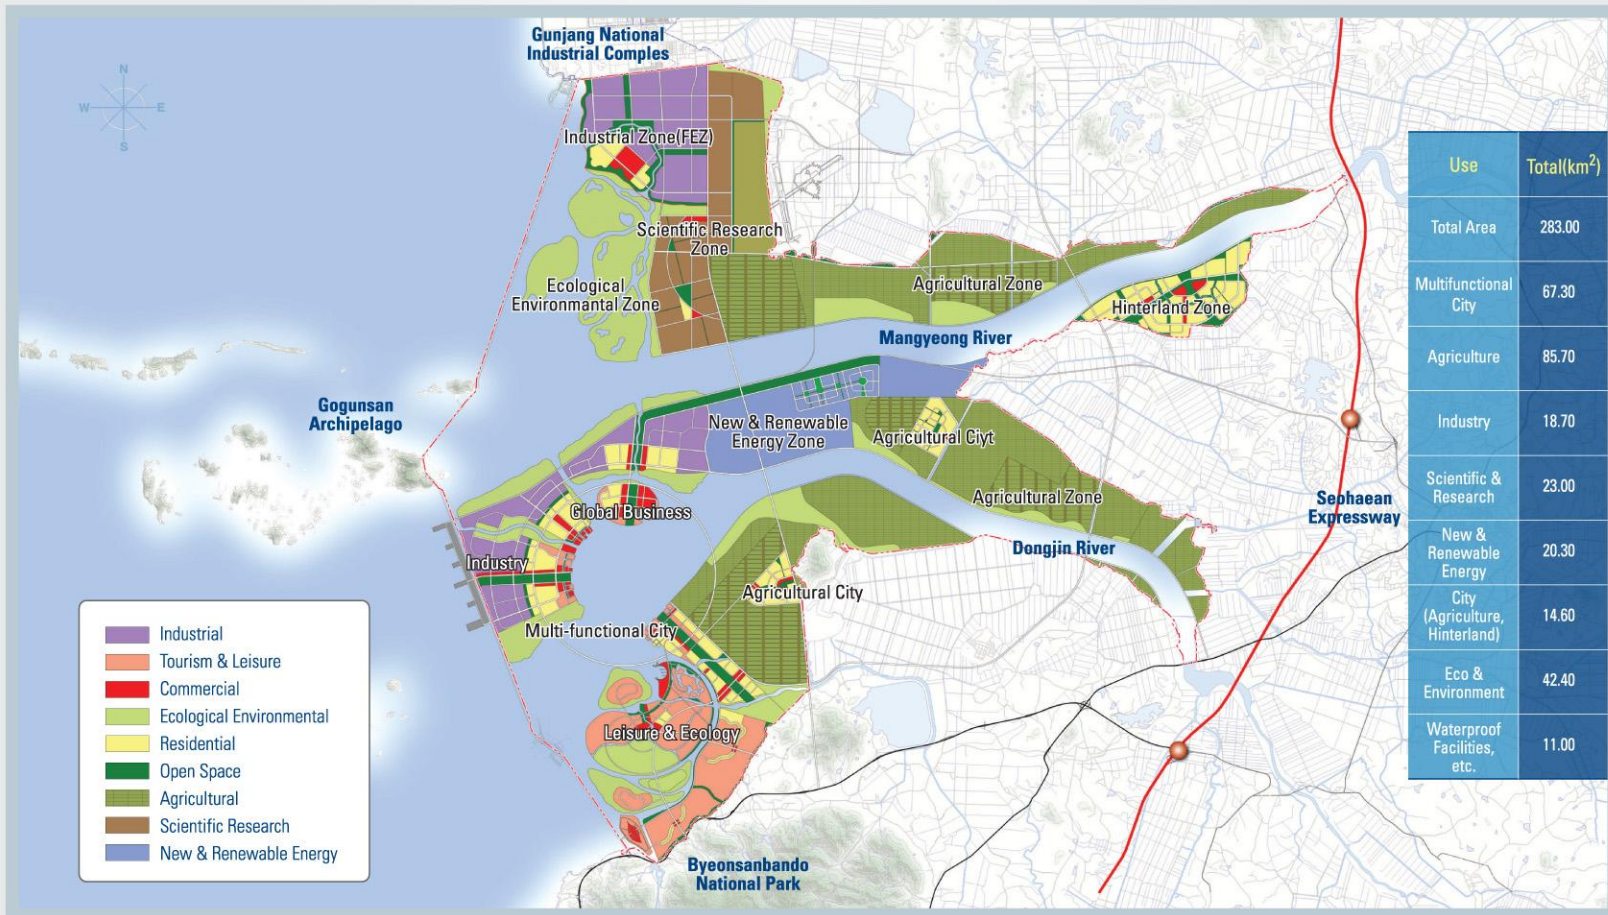 Gunjang National
Industrial Comples
N
W
E
S
Industrial Zone(FEZ)
Scientific Research
Zone
Ecological
Environmantal Zone
Agricultural Zone
Hinterland Zone
Mangyeong River
Gogunsan
Archipelago
New & Renewable
Energy Zone
Agricultural Ciyt
Agricultural Zone
Seohaean
Expressway
Global Business
Dongjin River
Industry
Agricultural City
Multi-functional City
Leisure & Ecology
Byeonsanbando
National Park
Industrial
Tourism & Leisure
Commercial
Ecological Environmental
Residential
Open Space
Agricultural
Scientific Research
New & Renewable Energy
Use Total(km²)
Total Area 283.00
Multifunctional
City 67.30
Agriculture 85.70
Industry 18.70
Scientific &
Research 23.00
New &
Renewable
Energy 20.30
City
(Agriculture,
Hinterland) 14.60
Eco &
Environment 42.40
Waterproof
Facilities,
etc. 11.00